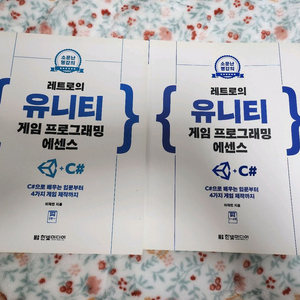 소문난
명강의
레트로의
유니티
게임 프로그래밍
에센스
+ C#
C#으로 배우는 입문부터
4가지 게임 제작까지
이제민 지음
한빛미디어
소문난
명강의
레트로의
유니티
게임 프로그래밍
에센스
+ C#
C#으로 배우는 입문부터
4가지 게임 제작까지
이제민 지음
한빛미디어